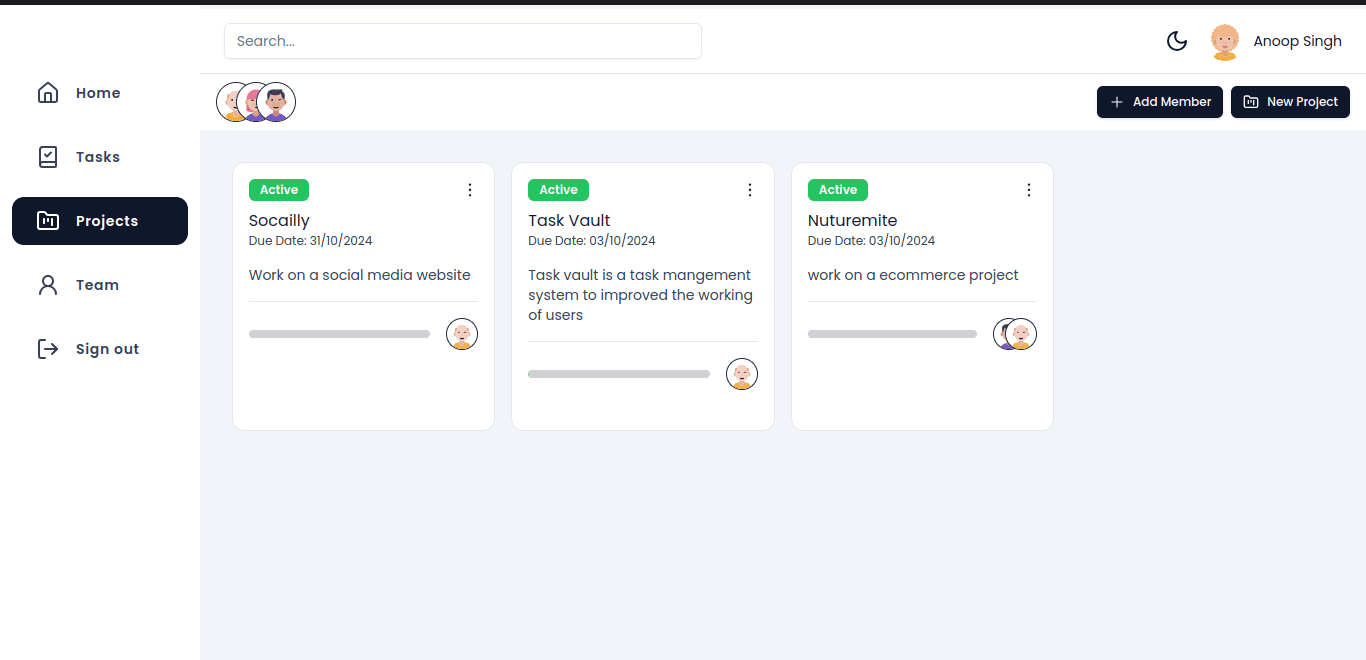 Search...
Anoop Singh
Home
Tasks
Projects
Team
Sign out
Add Member
New Project
Active
Socailly
Due Date: 31/10/2024
Work on a social media website
Active
Task Vault
Due Date: 03/10/2024
Task vault is a task mangement
system to improved the working
of users
Active
Nuturemite
Due Date: 03/10/2024
work on a ecommerce project